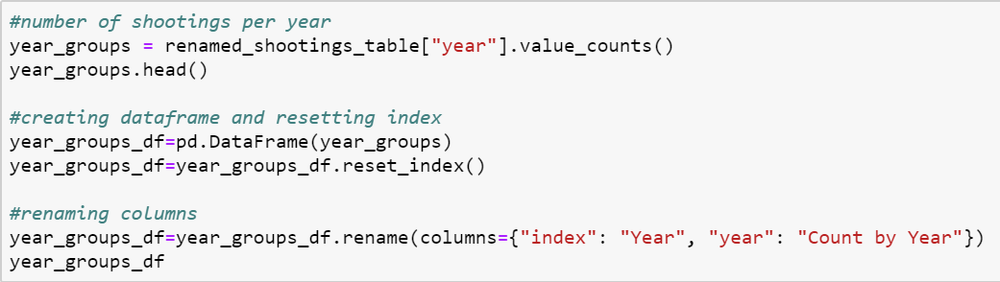 #number of shootings per year
year_groups = renamed_shootings_table["year"].value_counts()
year_groups.head()

#creating dataframe and resetting index
year_groups_df=pd.DataFrame(year_groups)
year_groups_df=year_groups_df.reset_index()

#renaming columns
year_groups_df=year_groups_df.rename(columns={"index": "Year", "year": "Count by Year"})
year_groups_df